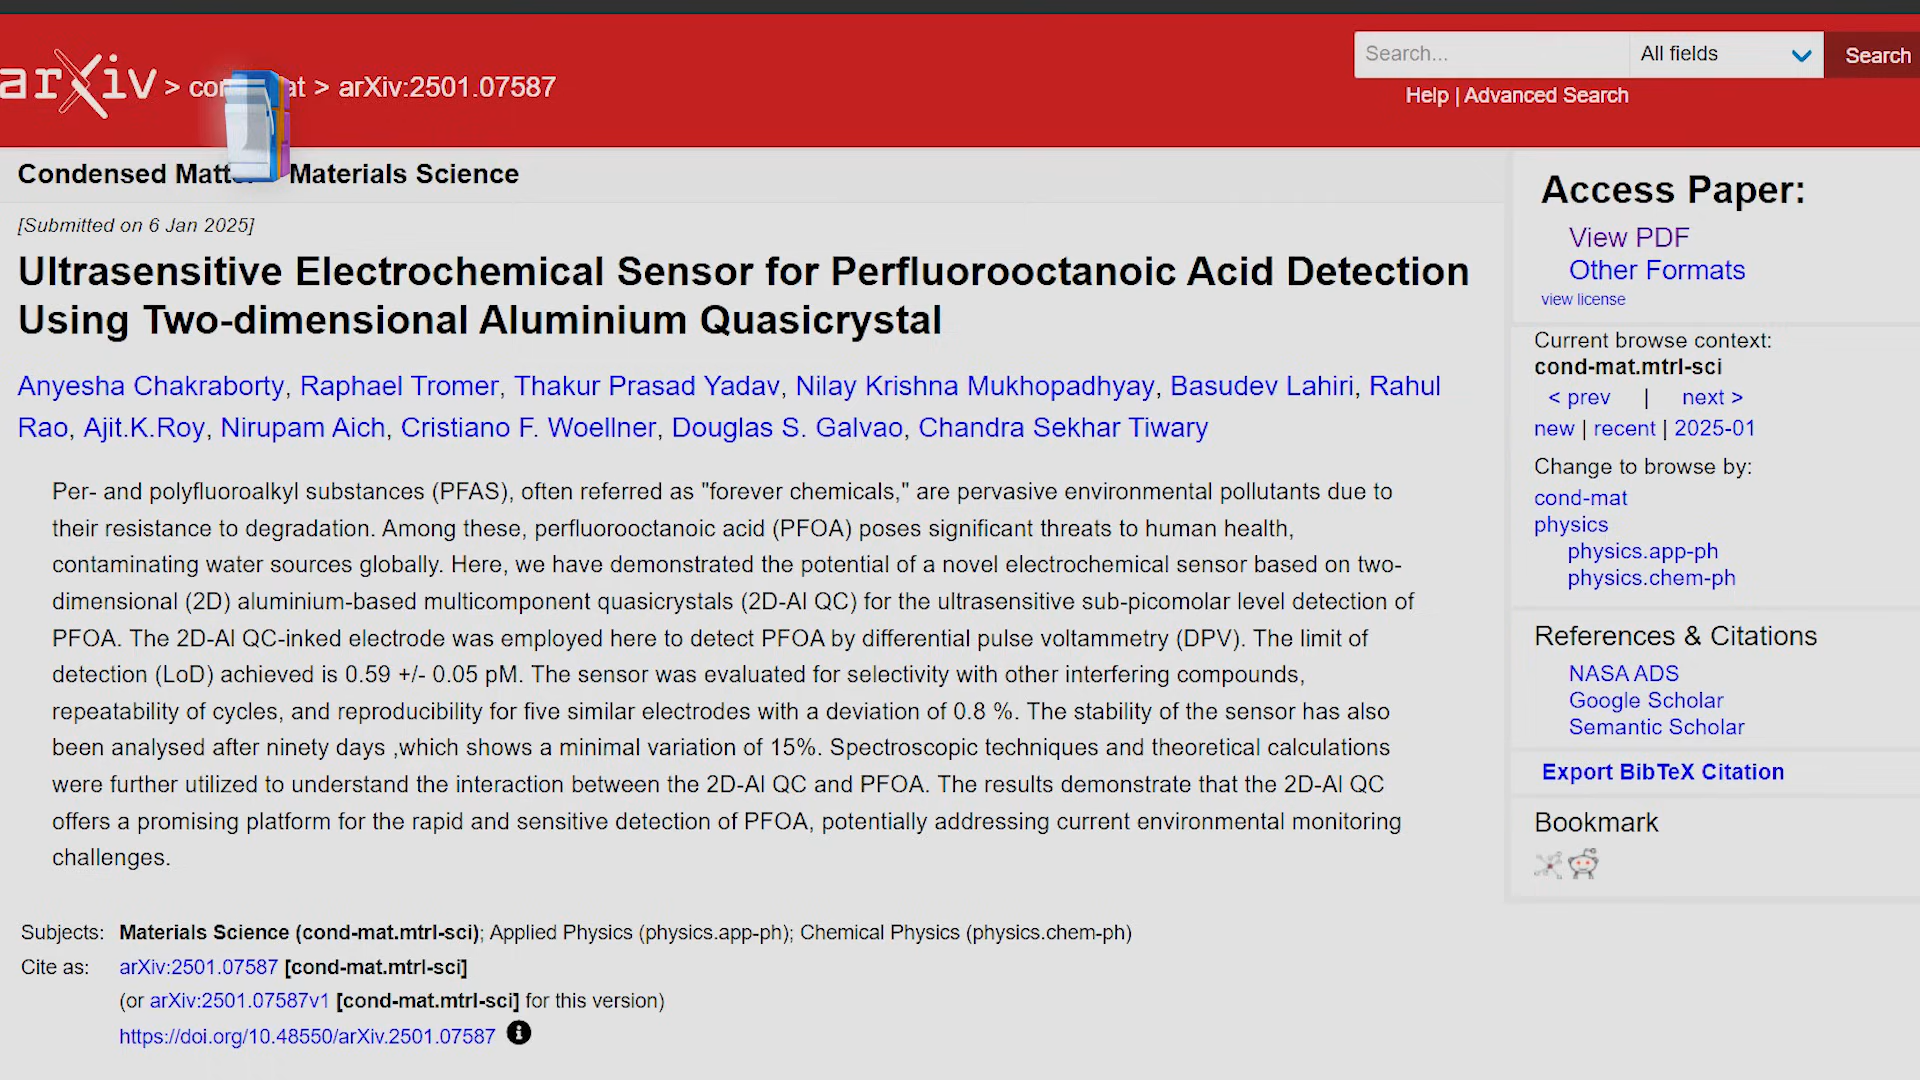 arXiv > cond-mat > arXiv:2501.07587
Search...
All fields
Search
Help | Advanced Search
Condensed Matter > Materials Science
[Submitted on 6 Jan 2025]
Ultrasensitive Electrochemical Sensor for Perfluorooctanoic Acid Detection
Using Two-dimensional Aluminium Quasicrystal
Anyesha Chakraborty, Raphael Tromer, Thakur Prasad Yadav, Nilay Krishna Mukhopadhyay, Basudev Lahiri, Rahul
Rao, Ajit.K.Roy, Nirupam Aich, Cristiano F. Woellner, Douglas S. Galvao, Chandra Sekhar Tiwary
Per- and polyfluoroalkyl substances (PFAS), often referred as "forever chemicals," are pervasive environmental pollutants due to
their resistance to degradation. Among these, perfluorooctanoic acid (PFOA) poses significant threats to human health,
contaminating water sources globally. Here, we have demonstrated the potential of a novel electrochemical sensor based on two-
dimensional (2D) aluminium-based multicomponent quasicrystals (2D-Al QC) for the ultrasensitive sub-picomolar level detection of
PFOA. The 2D-Al QC-inked electrode was employed here to detect PFOA by differential pulse voltammetry (DPV). The limit of
detection (LoD) achieved is 0.59 +/- 0.05 pM. The sensor was evaluated for selectivity with other interfering compounds,
repeatability of cycles, and reproducibility for five similar electrodes with a deviation of 0.8 %. The stability of the sensor has also
been analysed after ninety days ,which shows a minimal variation of 15%. Spectroscopic techniques and theoretical calculations
were further utilized to understand the interaction between the 2D-Al QC and PFOA. The results demonstrate that the 2D-Al QC
offers a promising platform for the rapid and sensitive detection of PFOA, potentially addressing current environmental monitoring
challenges.
Subjects: Materials Science (cond-mat.mtrl-sci); Applied Physics (physics.app-ph); Chemical Physics (physics.chem-ph)
Cite as: arXiv:2501.07587 [cond-mat.mtrl-sci]
(or arXiv:2501.07587v1 [cond-mat.mtrl-sci] for this version)
https://doi.org/10.48550/arXiv.2501.07587
Access Paper:
View PDF
Other Formats
view license
Current browse context:
cond-mat.mtrl-sci
< prev | next >
new | recent | 2025-01
Change to browse by:
cond-mat
physics
physics.app-ph
physics.chem-ph
References & Citations
NASA ADS
Google Scholar
Semantic Scholar
Export BibTeX Citation
Bookmark